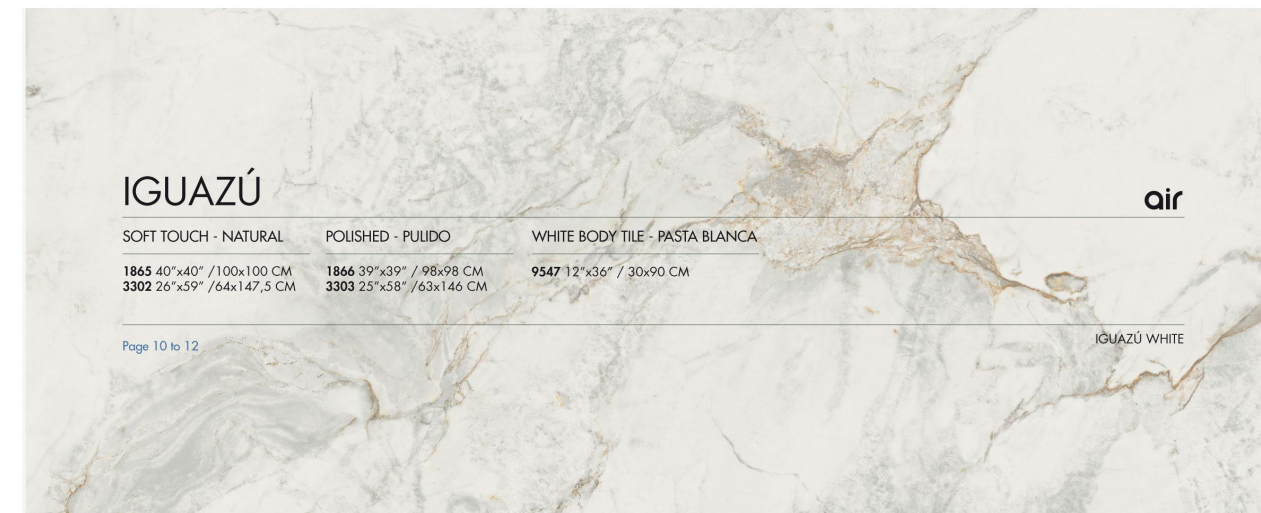 IGUAZÚ
air
SOFT TOUCH - NATURAL
POLISHED - PULIDO
WHITE BODY TILE - PASTA BLANCA
1865 40”x40” /100x100 CM
3302 26”x59” /64x147,5 CM
1866 39”x39” / 98x98 CM
3303 25”x58” /63x146 CM
9547 12”x36” / 30x90 CM
Page 10 to 12
IGUAZÚ WHITE